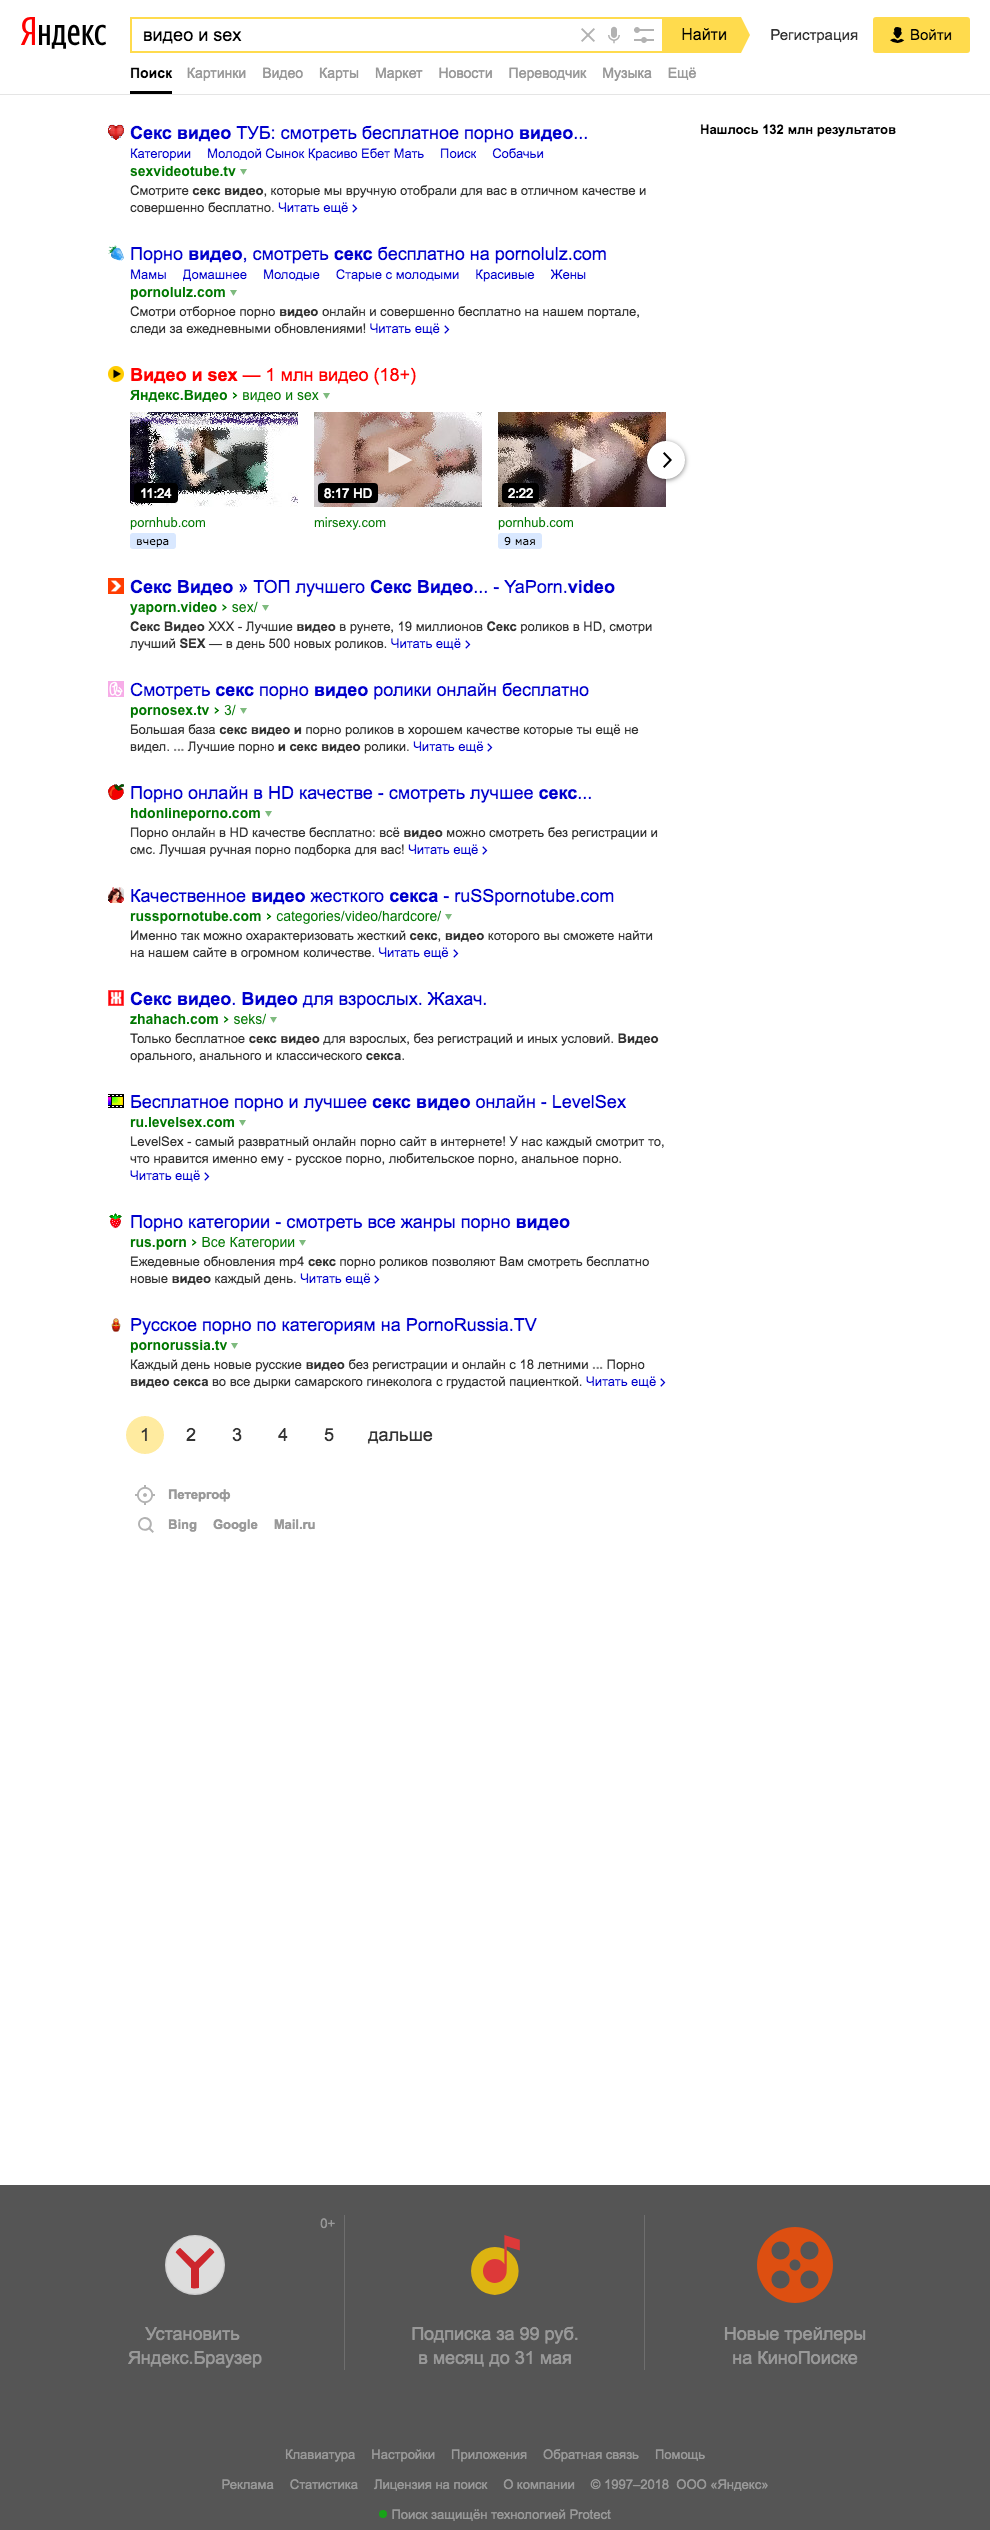 Яндекс
видео и sex
Найти
Регистрация
Войти
Поиск Картинки Видео Карты Маркет Новости Переводчик Музыка Ещё
Нашлось 132 млн результатов
Секс видео ТУБ: смотреть бесплатное порно видео...
Категории Молодой Сынок Красиво Ебет Мать Поиск Собачьи
sexvideotube.tv
Смотрите секс видео, которые мы вручную отобрали для вас в отличном качестве и
совершенно бесплатно. Читать ещё
Порно видео, смотреть секс бесплатно на pornolulz.com
Мамы Домашнее Молодые Старые с молодыми Красивые Жены
pornolulz.com
Смотри отборное порно видео онлайн и совершенно бесплатно на нашем портале,
следи за ежедневными обновлениями! Читать ещё
Видео и sex — 1 млн видео (18+)
Яндекс.Видео › видео и sex
11:24 8:17 HD 2:22
pornhub.com mirsexy.com pornhub.com
вчера 9 мая
Секс Видео » ТОП лучшего Секс Видео... - YaPorn.video
yaporn.video › sex/
Секс Видео XXX - Лучшие видео в рунете, 19 миллионов Секс роликов в HD, смотри
лучший SEX — в день 500 новых роликов. Читать ещё
Смотреть секс порно видео ролики онлайн бесплатно
pornosex.tv › 3/
Большая база секс видео и порно роликов в хорошем качестве которые ты ещё не
видел. ... Лучшие порно и секс видео ролики. Читать ещё
Порно онлайн в HD качестве - смотреть лучшее секс...
hdonlineporno.com
Порно онлайн в HD качестве бесплатно: всё видео можно смотреть без регистрации и
смс. Лучшая ручная порно подборка для вас! Читать ещё
Качественное видео жесткого секса - ruSSpornotube.com
russpornotube.com › categories/video/hardcore/
Именно так можно охарактеризовать жесткий секс, видео которого вы сможете найти
на нашем сайте в огромном количестве. Читать ещё
Ж
Секс видео. Видео для взрослых. Жахач.
zhahach.com › seks/
Только бесплатное секс видео для взрослых, без регистраций и иных условий. Видео
орального, анального и классического секса.
Бесплатное порно и лучшее секс видео онлайн - LevelSex
ru.levelsex.com
LevelSex - самый развратный онлайн порно сайт в интернете! У нас каждый смотрит то,
что нравится именно ему - русское порно, любительское порно, анальное порно.
Читать ещё
Порно категории - смотреть все жанры порно видео
rus.porn › Все Категории
Ежедевные обновления mp4 секс порно роликов позволяют Вам смотреть бесплатно
новые видео каждый день. Читать ещё
Русское порно по категориям на PornoRussia.TV
pornorussia.tv
Каждый день новые русские видео без регистрации и онлайн с 18 летними ... Порно
видео секса во все дырки самарского гинеколога с грудастой пациенткой. Читать ещё
1 2 3 4 5 дальше
Петергоф
Bing Google Mail.ru
0+
Y
Установить
Яндекс.Браузер
Подписка за 99 руб.
в месяц до 31 мая
Новые трейлеры
на КиноПоиске
Клавиатура Настройки Приложения Обратная связь Помощь
Реклама Статистика Лицензия на поиск О компании © 1997–2018 ООО «Яндекс»
Поиск защищён технологией Protect